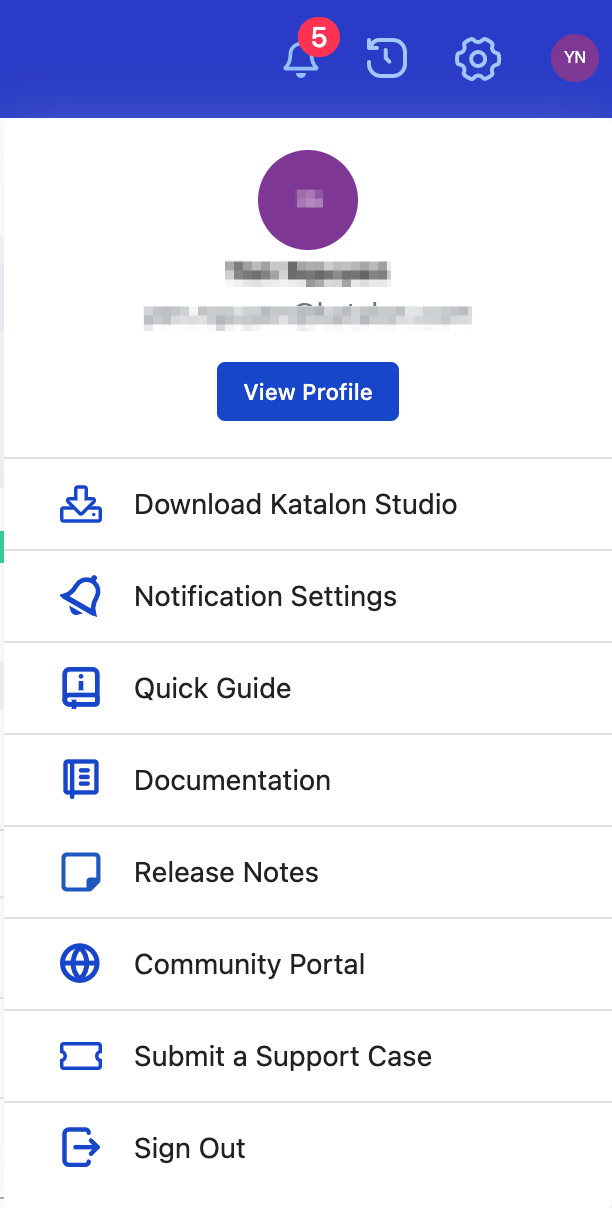 5
YN
View Profile
Download Katalon Studio
Notification Settings
Quick Guide
Documentation
Release Notes
Community Portal
Submit a Support Case
Sign Out